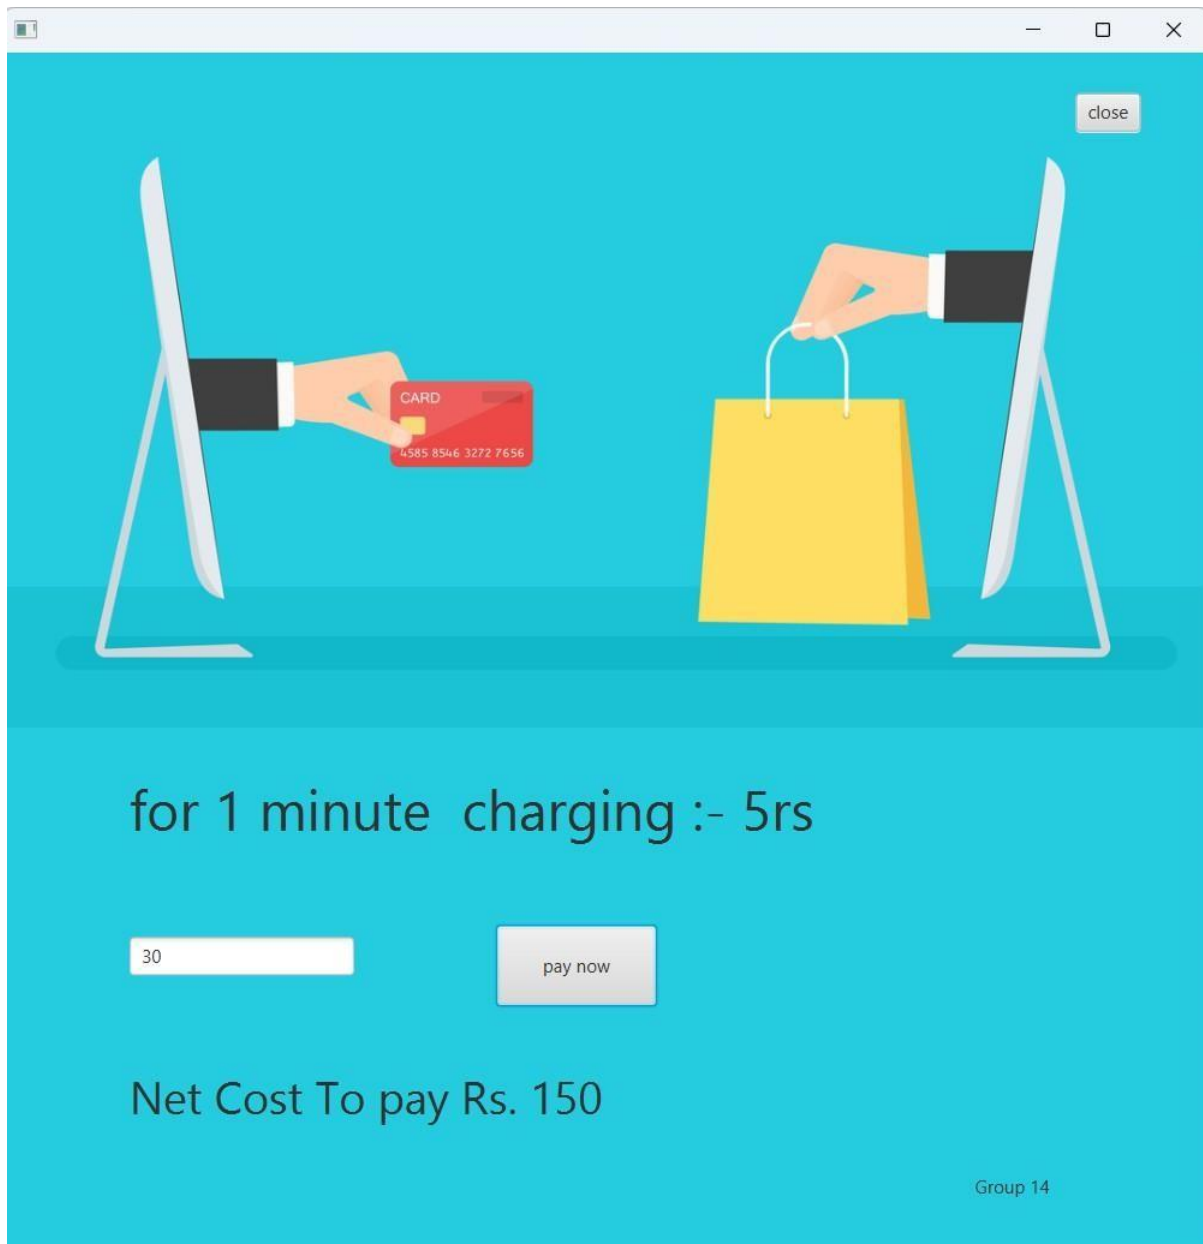 close
CARD
4585 8546 3272 7656
for 1 minute  charging :- 5rs
30
pay now
Net Cost To pay Rs. 150
Group 14